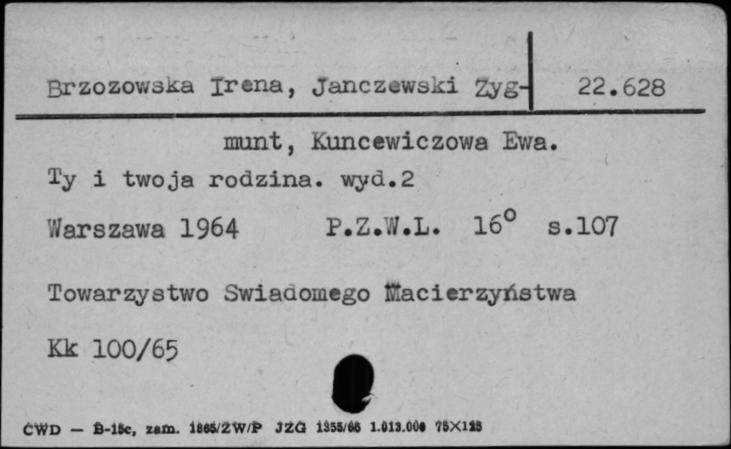 Brzozowska Irena, Janczewski Zyg- 22.628
munt, Kuncewiczowa Ewa.
Ty i twoja rodzina. wyd.2
Warszawa 1964 P.Z.W.L. 16° s.107
Towarzystwo Swiadomego Macierzyństwa
Kk 100/65
CWD — B-15c, zam. 1865/ZW/P JZG 1355/66 1.013.000 75X125